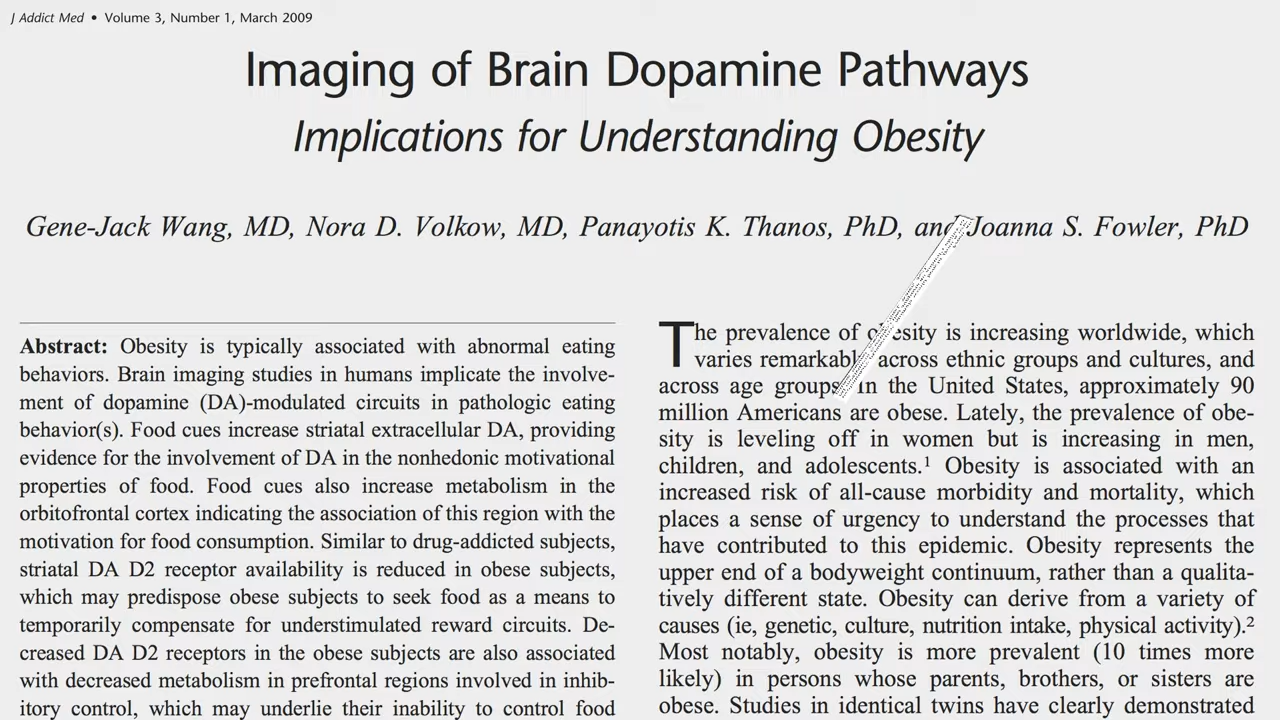 J Addict Med • Volume 3, Number 1, March 2009
Imaging of Brain Dopamine Pathways
Implications for Understanding Obesity
Gene-Jack Wang, MD, Nora D. Volkow, MD, Panayotis K. Thanos, PhD, and Joanna S. Fowler, PhD
Abstract: Obesity is typically associated with abnormal eating
behaviors. Brain imaging studies in humans implicate the involve-
ment of dopamine (DA)-modulated circuits in pathologic eating
behavior(s). Food cues increase striatal extracellular DA, providing
evidence for the involvement of DA in the nonhedonic motivational
properties of food. Food cues also increase metabolism in the
orbitofrontal cortex indicating the association of this region with the
motivation for food consumption. Similar to drug-addicted subjects,
striatal DA D2 receptor availability is reduced in obese subjects,
which may predispose obese subjects to seek food as a means to
temporarily compensate for understimulated reward circuits. De-
creased DA D2 receptors in the obese subjects are also associated
with decreased metabolism in prefrontal regions involved in inhib-
itory control, which may underlie their inability to control food
The prevalence of obesity is increasing worldwide, which
varies remarkably across ethnic groups and cultures, and
across age groups. In the United States, approximately 90
million Americans are obese. Lately, the prevalence of obe-
sity is leveling off in women but is increasing in men,
children, and adolescents.¹ Obesity is associated with an
increased risk of all-cause morbidity and mortality, which
places a sense of urgency to understand the processes that
have contributed to this epidemic. Obesity represents the
upper end of a bodyweight continuum, rather than a qualita-
tively different state. Obesity can derive from a variety of
causes (ie, genetic, culture, nutrition intake, physical activity).²
Most notably, obesity is more prevalent (10 times more
likely) in persons whose parents, brothers, or sisters are
obese. Studies in identical twins have clearly demonstrated